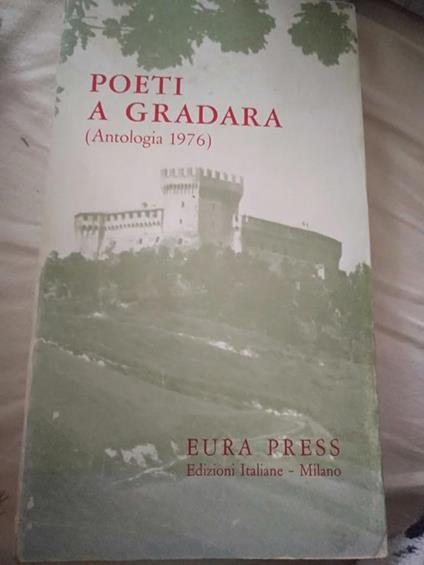 POETI
A GRADARA
(Antologia 1976)
EURA PRESS
Edizioni Italiane - Milano